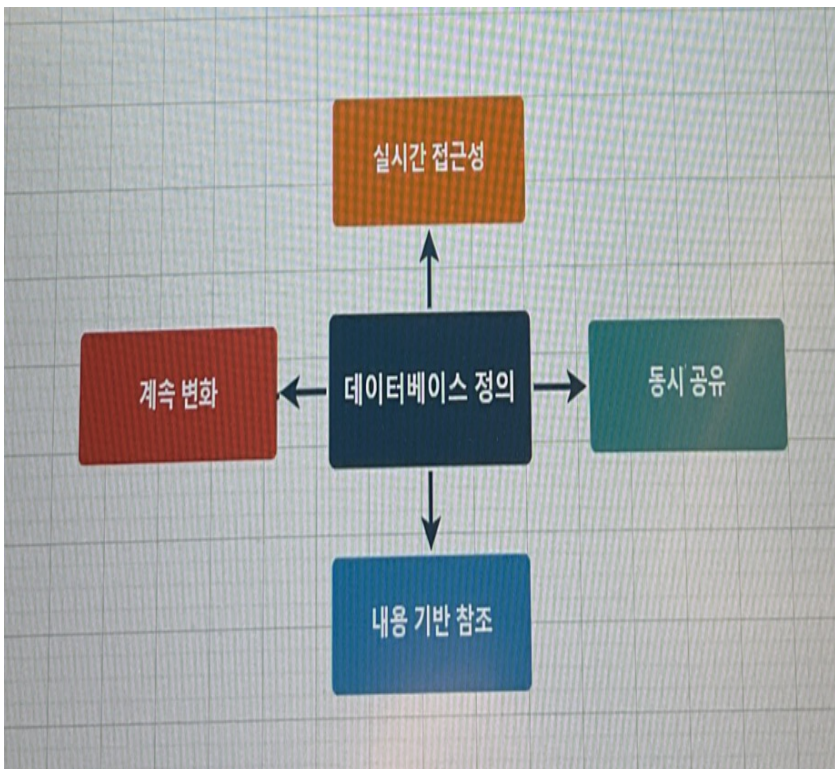 실시간 접근성
계속 변화
데이터베이스 정의
동시 공유
내용 기반 참조